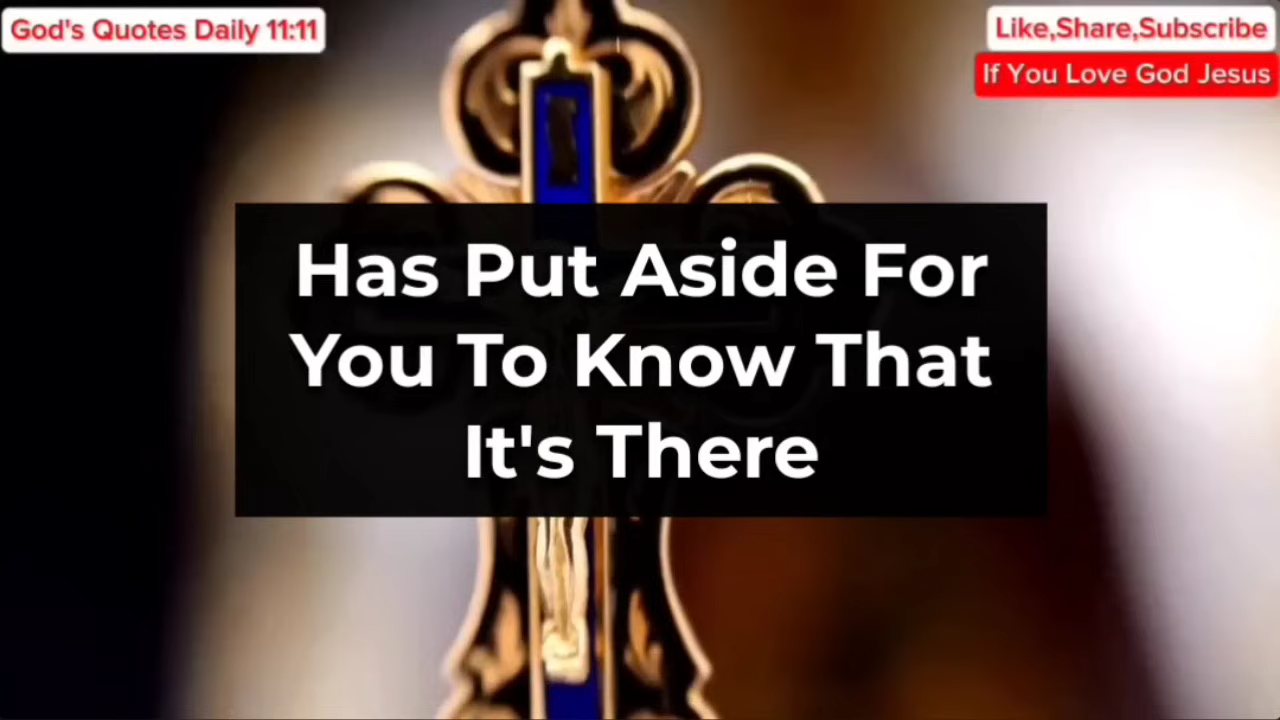 God's Quotes Daily 11:11
Like,Share,Subscribe
If You Love God Jesus
Has Put Aside For
You To Know That
It's There